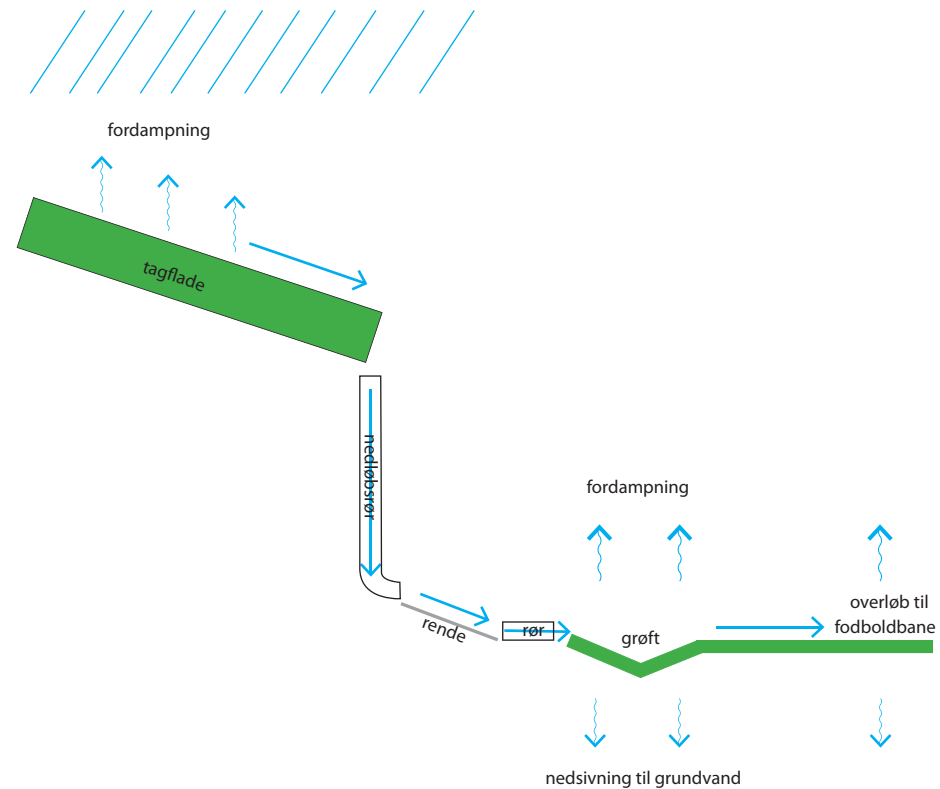 fordampning
tagflade
nedløbsrør
fordampning
rende
rør
grøft
overløb til
fodboldbane
nedsivning til grundvand